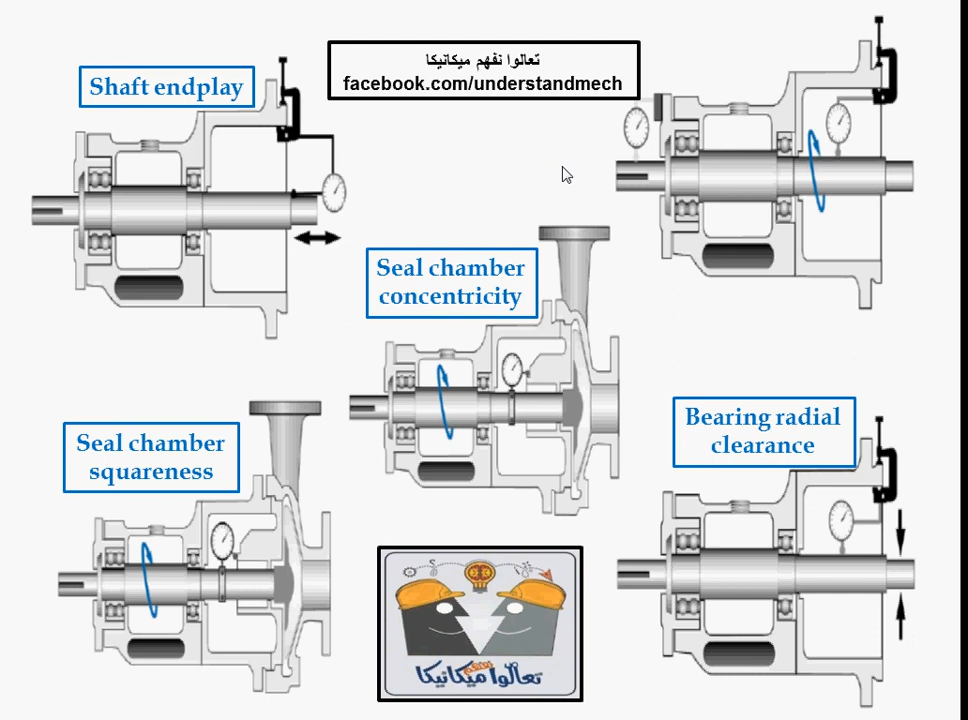 تعالوا نفهم ميكانيكا
facebook.com/understandmech
Shaft endplay
Seal chamber
concentricity
Seal chamber
squareness
Bearing radial
clearance
تعالوا نفهم ميكانيكا